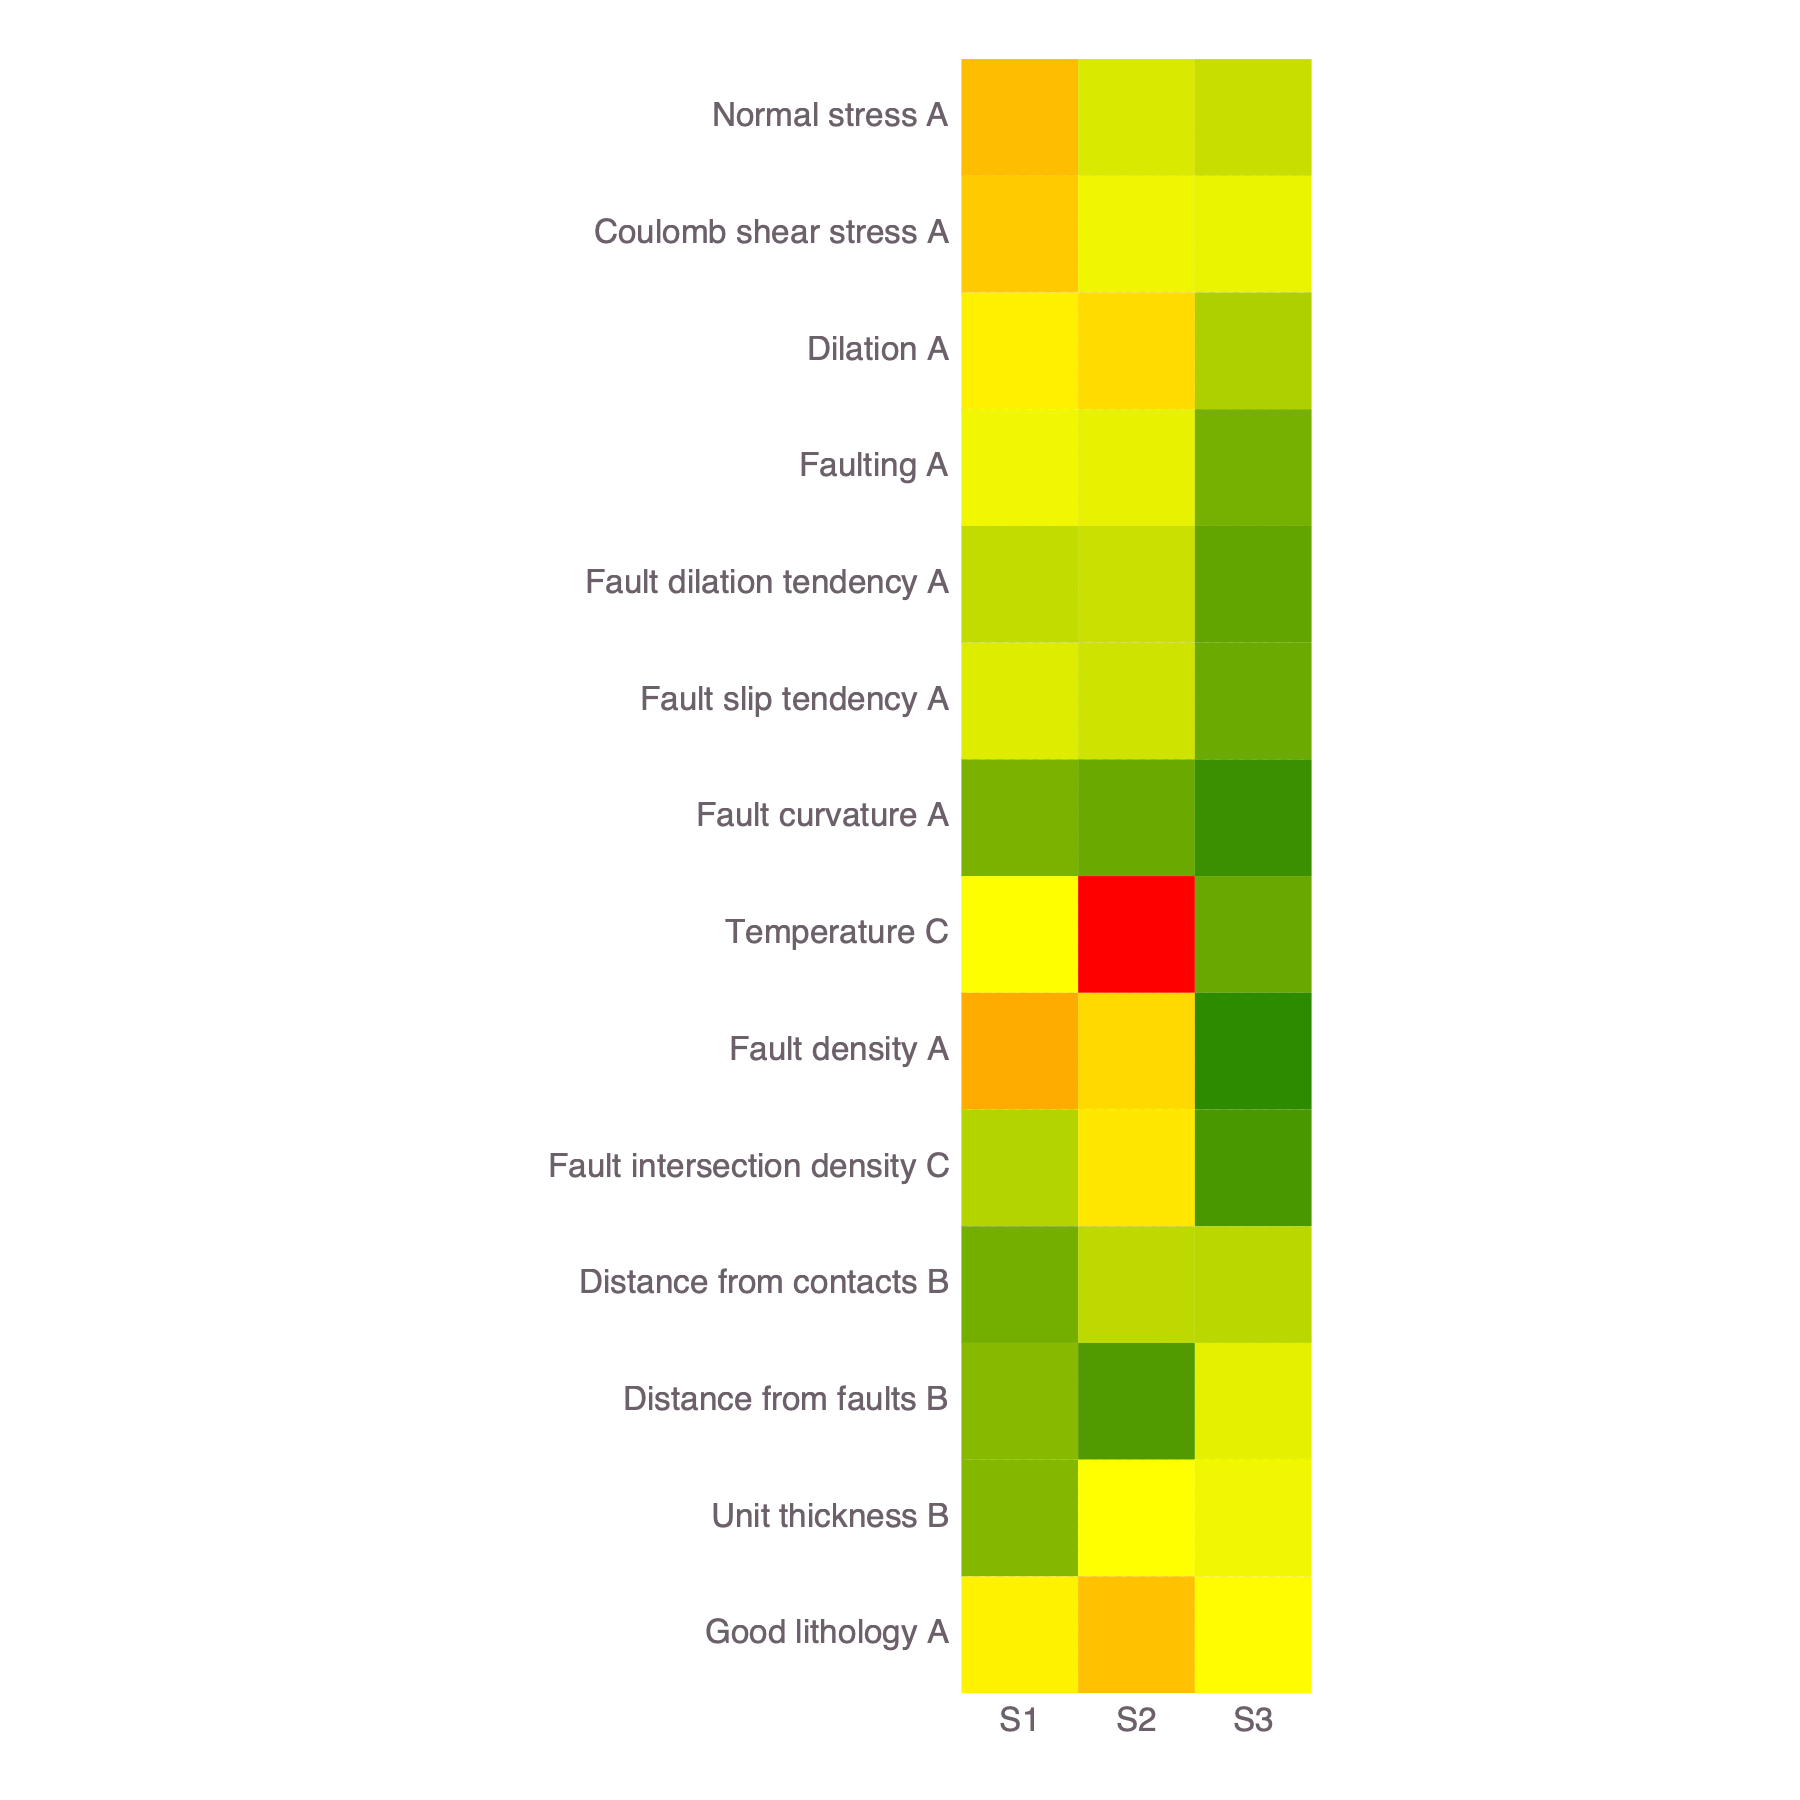 Normal stress A
Coulomb shear stress A
Dilation A
Faulting A
Fault dilation tendency A
Fault slip tendency A
Fault curvature A
Temperature C
Fault density A
Fault intersection density C
Distance from contacts B
Distance from faults B
Unit thickness B
Good lithology A
S1 S2 S3